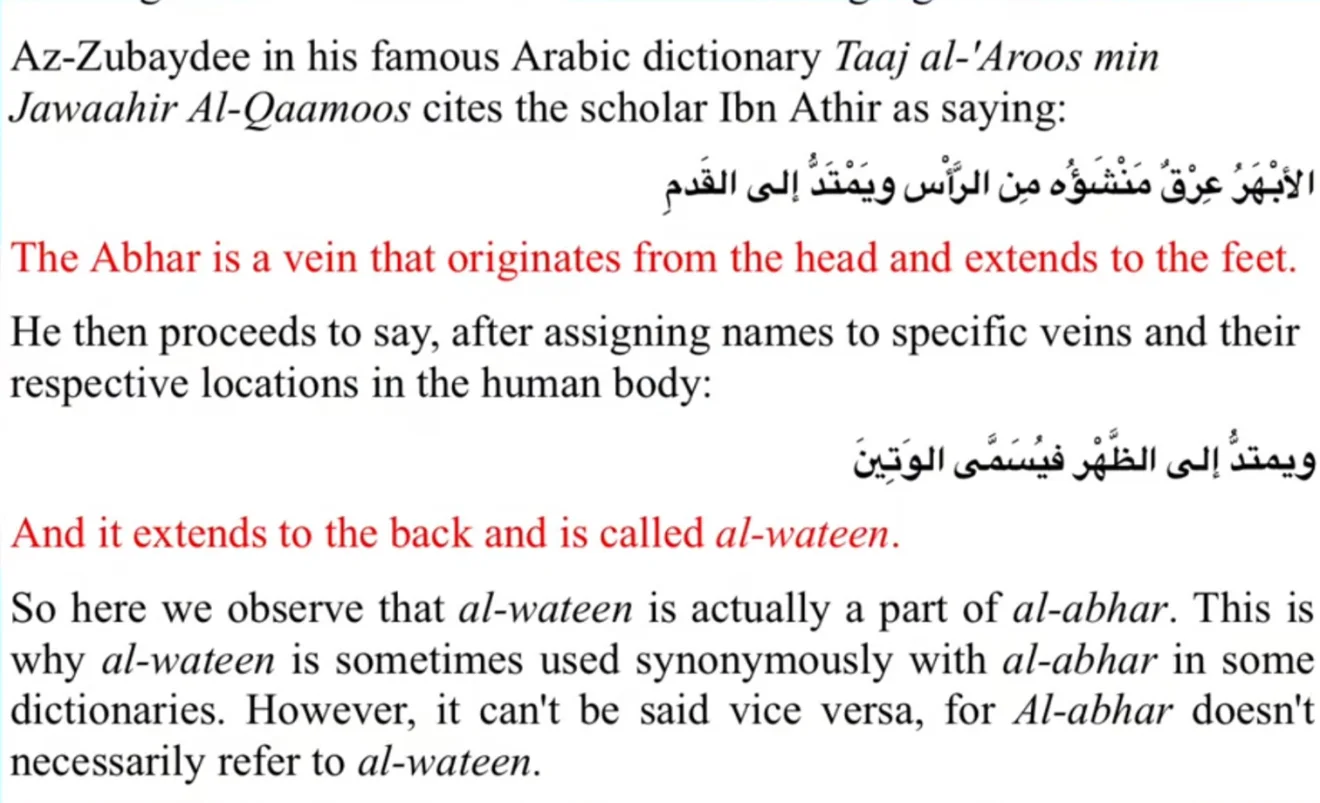 Az-Zubaydee in his famous Arabic dictionary Taaj al-'Aroos min
Jawaahir Al-Qaamoos cites the scholar Ibn Athir as saying:
الأَبْهَرُ عِرْقٌ مَنْشَؤُه مِن الرَّأْس ويَمْتَدُّ إلى القَدمِ
The Abhar is a vein that originates from the head and extends to the feet.
He then proceeds to say, after assigning names to specific veins and their
respective locations in the human body:
ويمتدُّ إلى الظَّهْر فيُسَمَّى الوَتِينَ
And it extends to the back and is called al-wateen.
So here we observe that al-wateen is actually a part of al-abhar. This is
why al-wateen is sometimes used synonymously with al-abhar in some
dictionaries. However, it can't be said vice versa, for Al-abhar doesn't
necessarily refer to al-wateen.